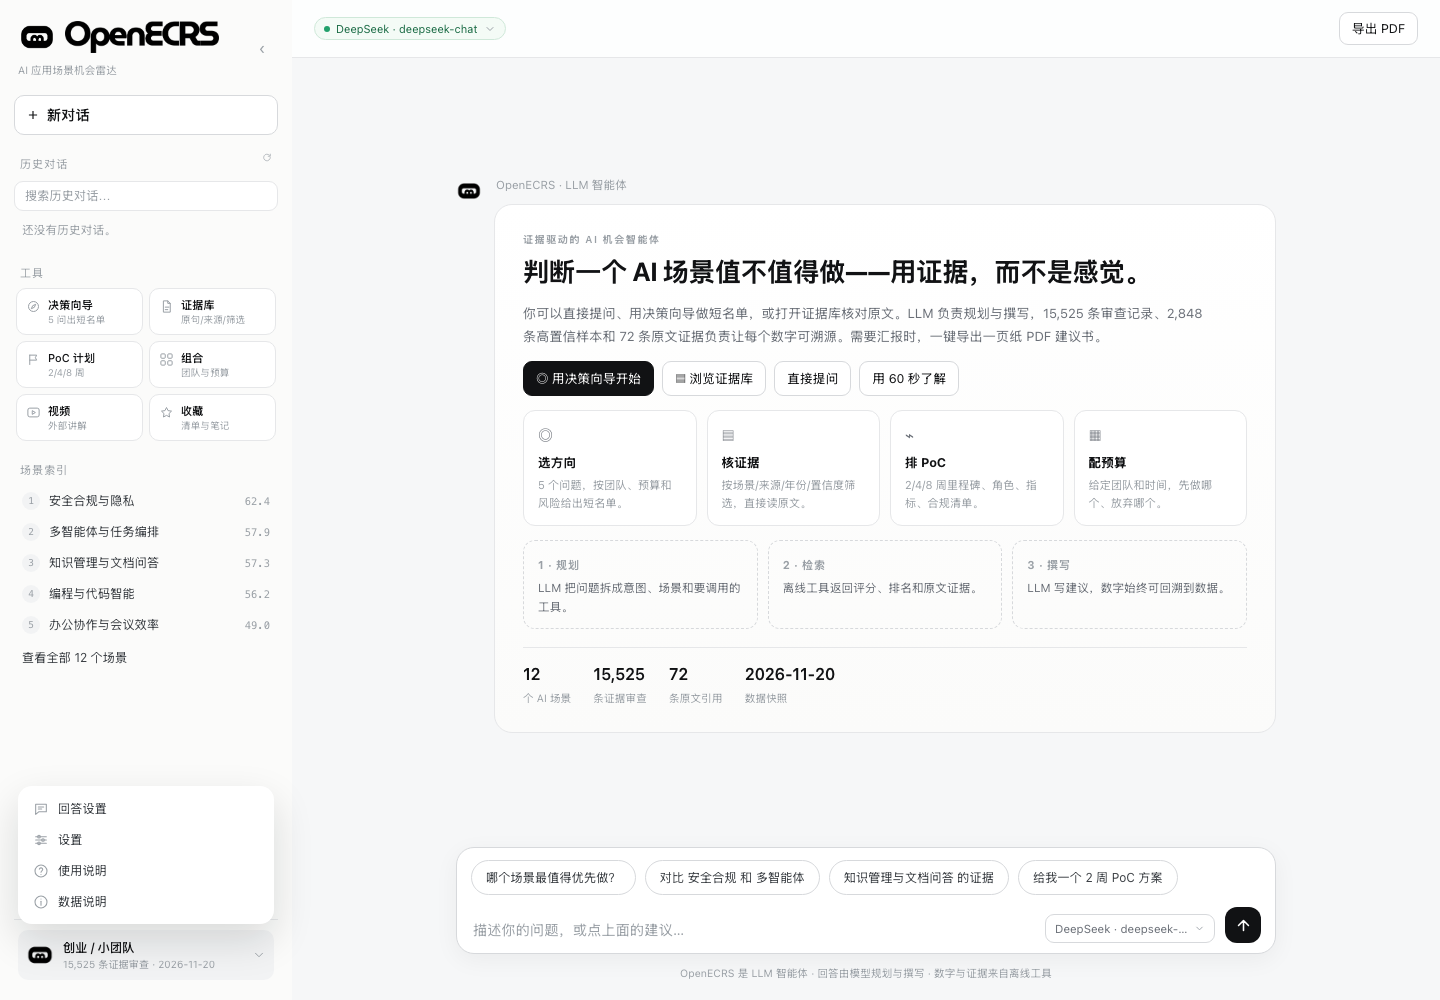 OpenECRS
AI 应用场景机会雷达
+ 新对话
历史对话
搜索历史对话...
还没有历史对话。
工具
决策向导
5 问出短名单
证据库
原句/来源/筛选
PoC 计划
2/4/8 周
组合
团队与预算
视频
外部讲解
收藏
清单与笔记
场景索引
1 安全合规与隐私 62.4
2 多智能体与任务编排 57.9
3 知识管理与文档问答 57.3
4 编程与代码智能 56.2
5 办公协作与会议效率 49.0
查看全部 12 个场景
回答设置
设置
使用说明
数据说明
创业 / 小团队
15,525 条证据审查 · 2026-11-20
DeepSeek · deepseek-chat
导出 PDF
OpenECRS · LLM 智能体
证据驱动的 AI 机会智能体
判断一个 AI 场景值不值得做——用证据，而不是感觉。
你可以直接提问、用决策向导做短名单，或打开证据库核对原文。LLM 负责规划与撰写，15,525 条审查记录、2,848
条高置信样本和 72 条原文证据负责让每个数字可溯源。需要汇报时，一键导出一页纸 PDF 建议书。
◎ 用决策向导开始
▤ 浏览证据库
直接提问
用 60 秒了解
◎
选方向
5 个问题，按团队、预算和
风险给出短名单。
▤
核证据
按场景/来源/年份/置信度筛
选，直接读原文。
⌁
排 PoC
2/4/8 周里程碑、角色、指
标、合规清单。
▦
配预算
给定团队和时间，先做哪
个、放弃哪个。
1 · 规划
LLM 把问题拆成意图、场景和要调用的
工具。
2 · 检索
离线工具返回评分、排名和原文证据。
3 · 撰写
LLM 写建议，数字始终可回溯到数据。
12
个 AI 场景
15,525
条证据审查
72
条原文引用
2026-11-20
数据快照
哪个场景最值得优先做？
对比 安全合规 和 多智能体
知识管理与文档问答 的证据
给我一个 2 周 PoC 方案
描述你的问题，或点上面的建议...
DeepSeek · deepseek-...
OpenECRS 是 LLM 智能体 · 回答由模型规划与撰写 · 数字与证据来自离线工具